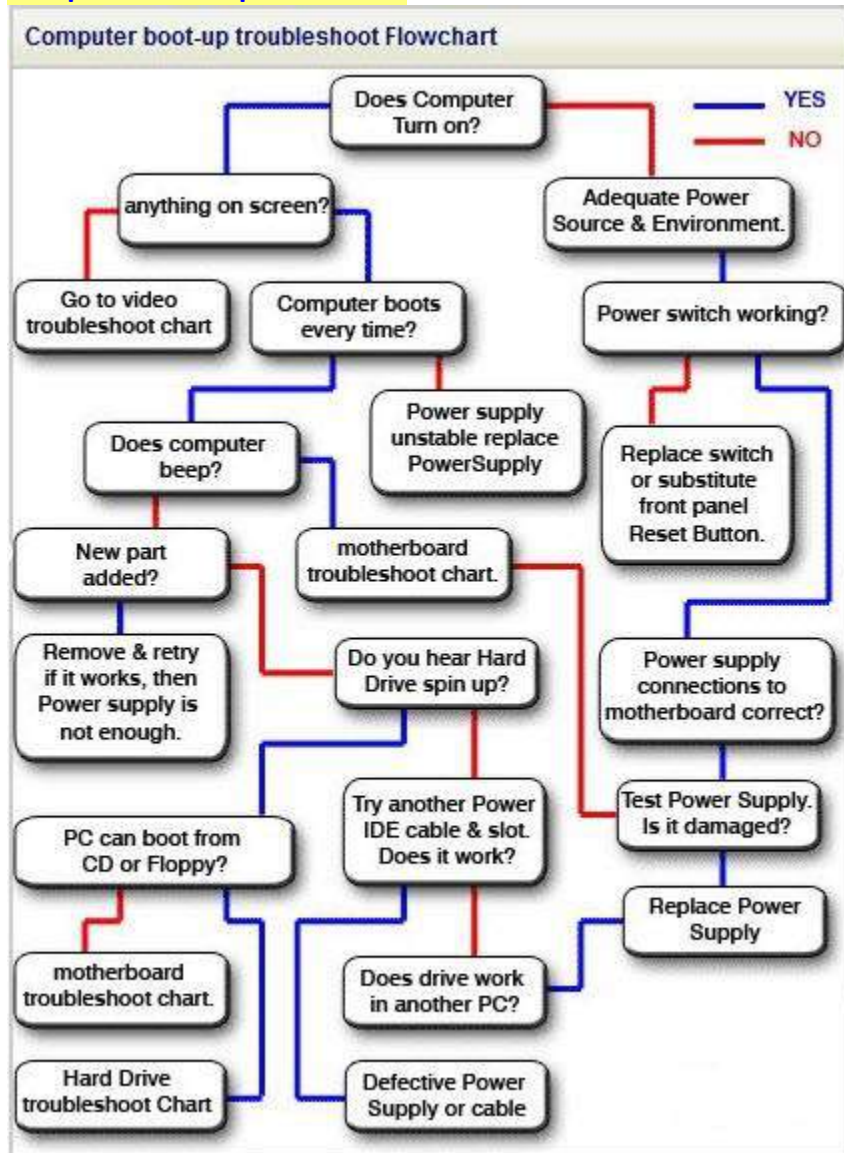 Computer boot-up troubleshoot Flowchart
Does Computer
Turn on?
YES
NO
anything on screen?
Adequate Power
Source & Environment.
Go to video
troubleshoot chart
Computer boots
every time?
Power switch working?
Power supply
unstable replace
PowerSupply
Does computer
beep?
Replace switch
or substitute
front panel
Reset Button.
New part
added?
motherboard
troubleshoot chart.
Remove & retry
if it works, then
Power supply is
not enough.
Do you hear Hard
Drive spin up?
Power supply
connections to
motherboard correct?
Try another Power
IDE cable & slot.
Does it work?
Test Power Supply.
Is it damaged?
PC can boot from
CD or Floppy?
Replace Power
Supply
motherboard
troubleshoot chart.
Does drive work
in another PC?
Hard Drive
troubleshoot Chart
Defective Power
Supply or cable